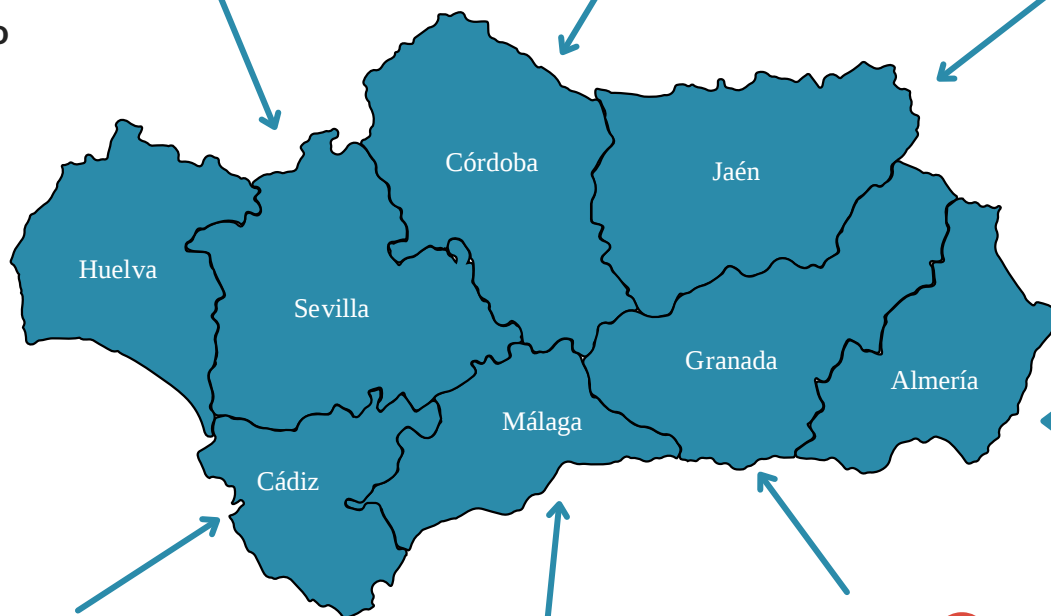 Córdoba
Jaén
Huelva
Sevilla
Granada
Almería
Málaga
Cádiz